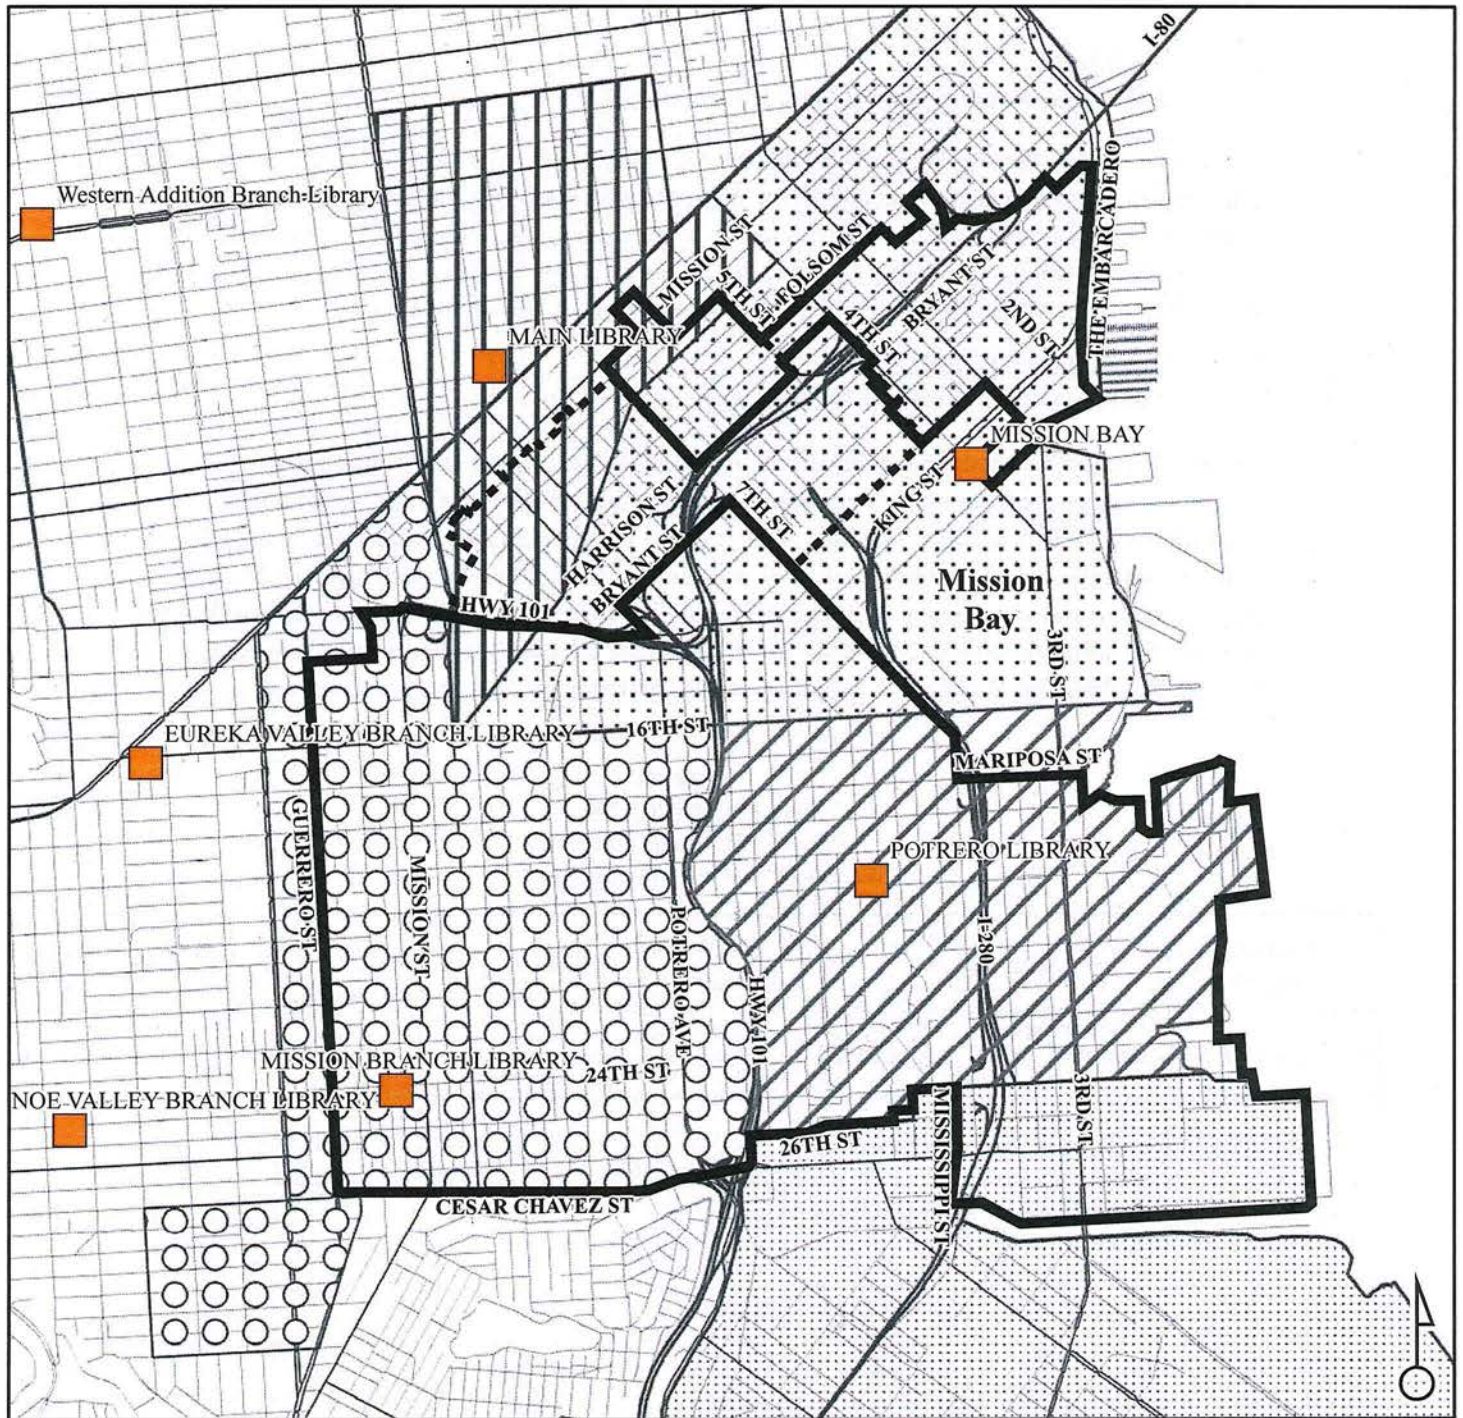 I-80
Western Addition Branch Library
THE EMBARCADERO
MISSION ST
FOLSOM ST
5TH ST
BRYANT ST
2ND ST
4TH ST
MAIN LIBRARY
MISSION BAY
KING ST
HARRISON ST
7TH ST
BRYANT ST
Mission
Bay
HWY 101
3RD ST
EUREKA VALLEY BRANCH LIBRARY
16TH ST
MARIPOSA ST
GUERRERO ST
MISSION ST
POTRERO LIBRARY
POTRERO AVE
I-280
HWY 101
MISSION BRANCH LIBRARY
24TH ST
NOE VALLEY BRANCH LIBRARY
MISSISSIPPI ST
3RD ST
26TH ST
CESAR CHAVEZ ST